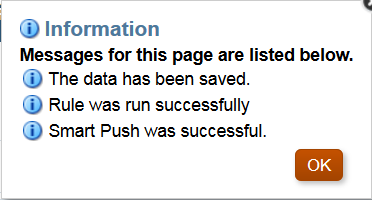 Information
Messages for this page are listed below.
The data has been saved.
Rule was run successfully
Smart Push was successful.
OK